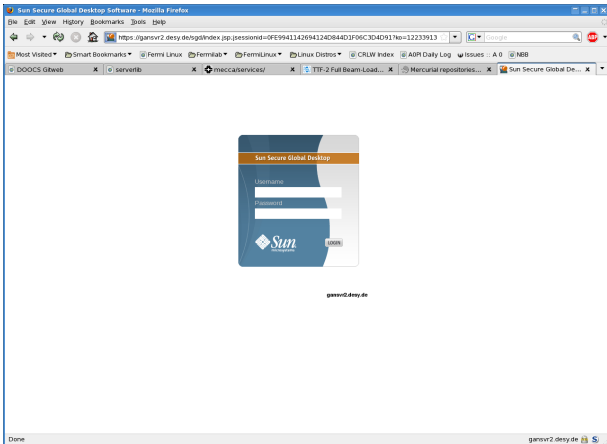 Sun Secure Global Desktop Software - Mozilla Firefox
File Edit View History Bookmarks Tools Help
https://gansvr2.desy.de/sgd/index.jsp;jsessionid=0FE9941142694124D844D1F06C3D4D91?ko=12233913 Google ABP
Most Visited Smart Bookmarks Fermi Linux Fermilab FermiLinux Linux Distros CRLW Index A0PI Daily Log Issues :: A 0 NBB
DOOCS Gitweb serverlib mecca/services/ TTF-2 Full Beam-Load... Mercurial repositories... Sun Secure Global De...
Sun Secure Global Desktop
Username
Password
Sun
microsystems
LOGIN
gansvr2.desy.de
Done gansvr2.desy.de